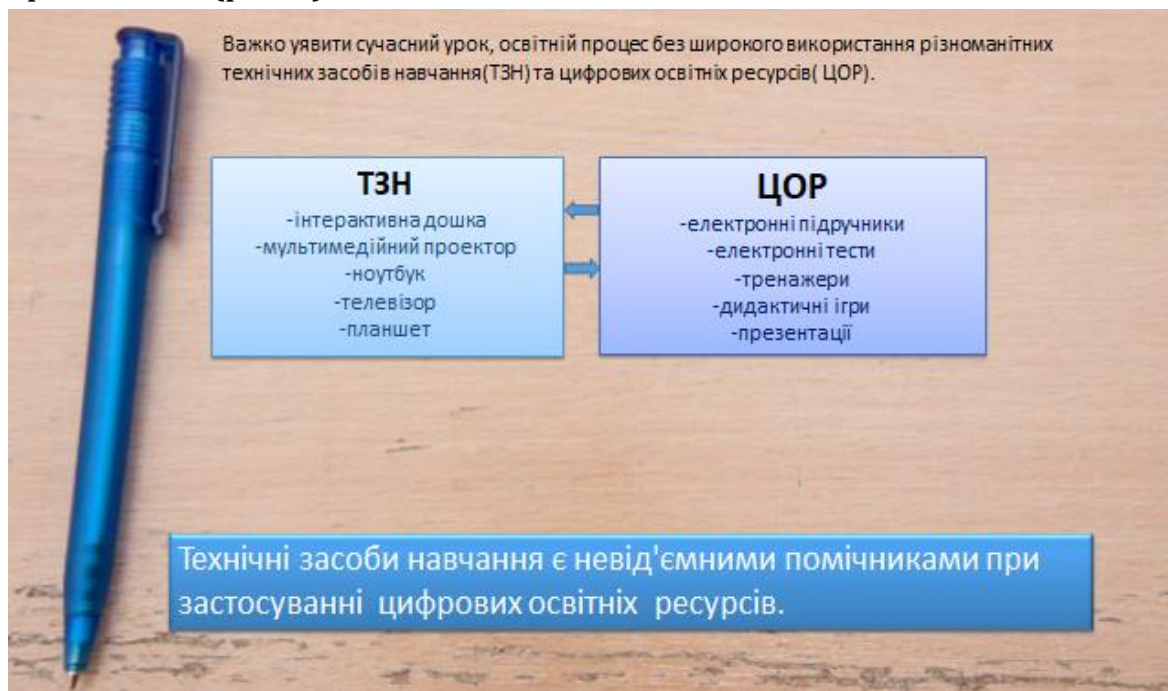 Важко уявити сучасний урок, освітній процес без широкого використання різноманітних
технічних засобів навчання(ТЗН) та цифрових освітніх ресурсів( ЦОР).
ТЗН
-інтерактивна дошка
-мультимедійний проектор
-ноутбук
-телевізор
-планшет
ЦОР
-електронні підручники
-електронні тести
-тренажери
-дидактичні ігри
-презентації
Технічні засоби навчання є невід'ємними помічниками при
застосуванні цифрових освітніх ресурсів.